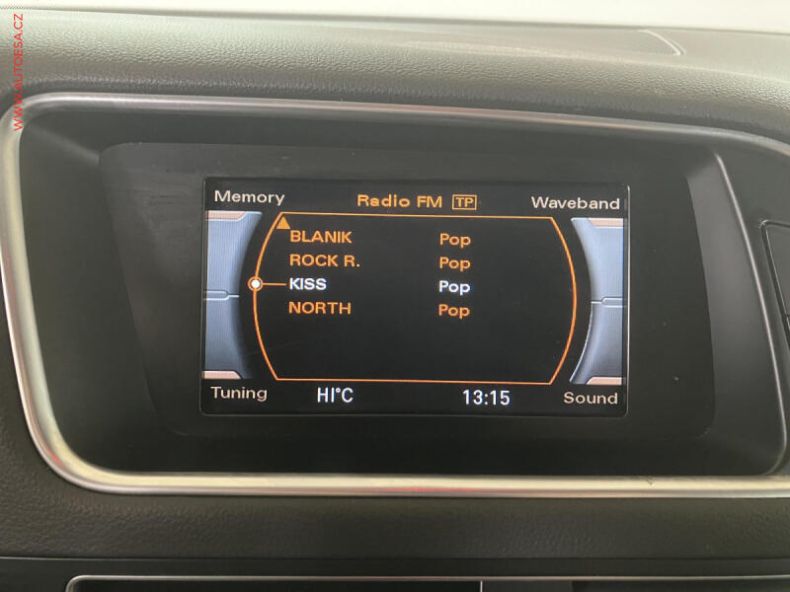 WWW.AUTOESA.CZ
Memory Radio FM TP Waveband
BLANIK Pop
ROCK R. Pop
KISS Pop
NORTH Pop
Tuning HI°C 13:15 Sound